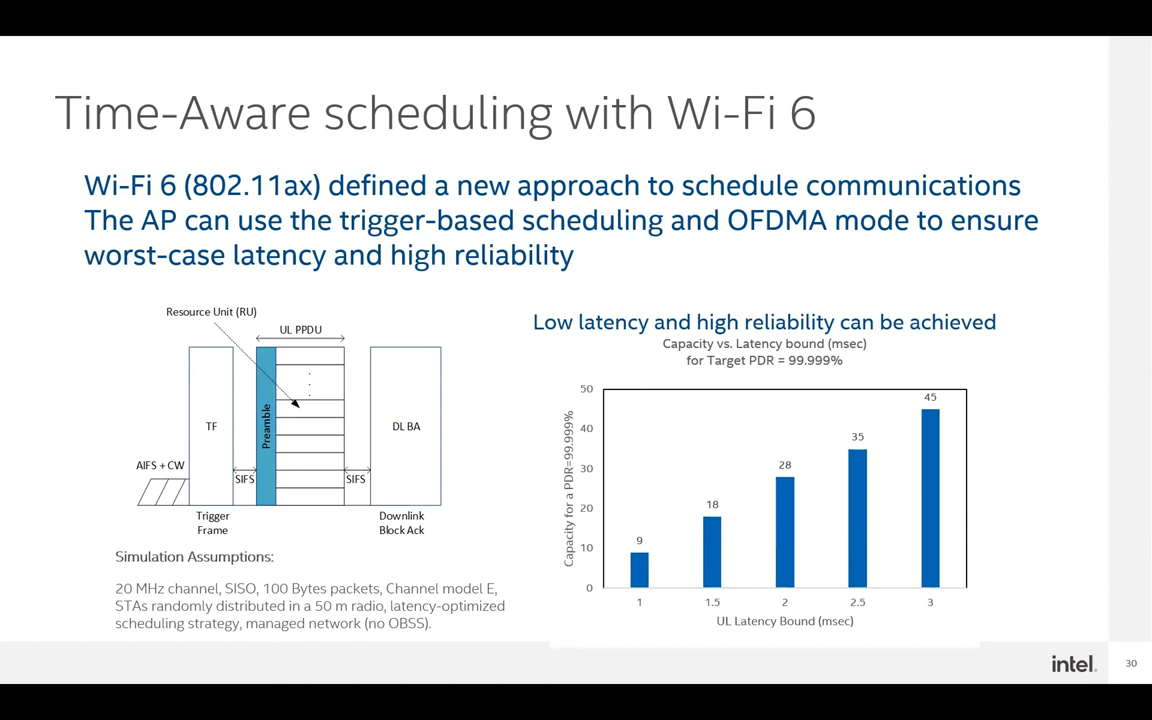 Time-Aware scheduling with Wi-Fi 6
Wi-Fi 6 (802.11ax) defined a new approach to schedule communications
The AP can use the trigger-based scheduling and OFDMA mode to ensure
worst-case latency and high reliability
Resource Unit (RU)
UL PPDU
TF
Preamble
DL BA
AIFS + CW
SIFS
SIFS
Trigger
Frame
Downlink
Block Ack
Simulation Assumptions:
20 MHz channel, SISO, 100 Bytes packets, Channel model E,
STAs randomly distributed in a 50 m radio, latency-optimized
scheduling strategy, managed network (no OBSS).
Low latency and high reliability can be achieved
Capacity vs. Latency bound (msec)
for Target PDR = 99.999%
Capacity for a PDR=99.999%
50
40
30
20
10
0
9
18
28
35
45
1
1.5
2
2.5
3
UL Latency Bound (msec)
intel.
30